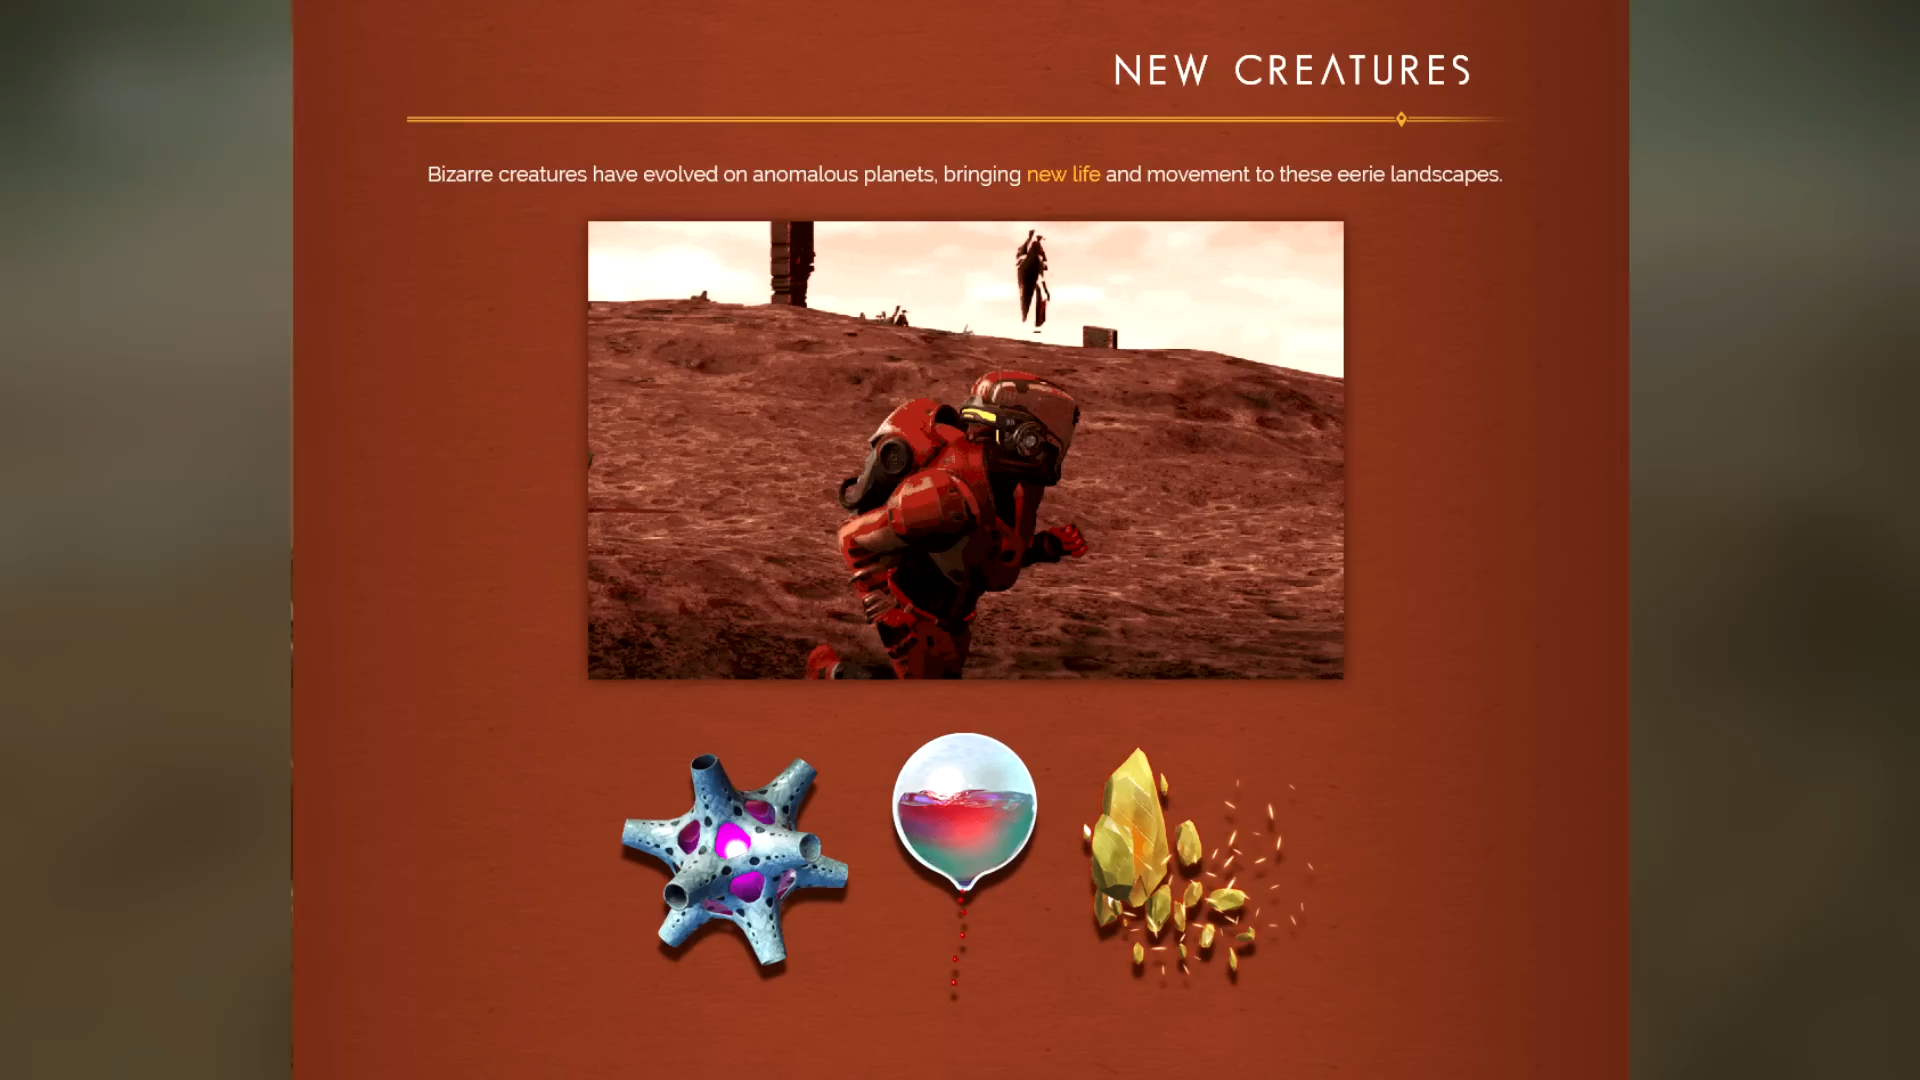 NEW CREATURES
Bizarre creatures have evolved on anomalous planets, bringing new life and movement to these eerie landscapes.